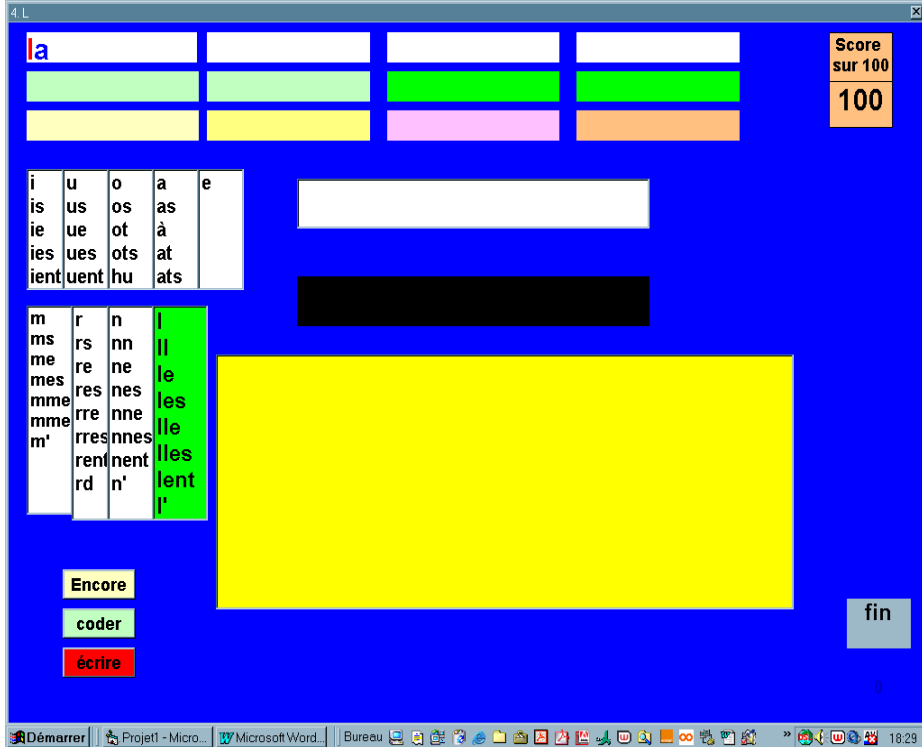 4. L
la
Score
sur 100
100
i
is
ie
ies
ient
u
us
ue
ues
uent
o
os
ot
ots
hu
a
as
à
at
ats
e
m
ms
me
mes
mme
mme
m'
r
rs
re
res
rre
rres
rent
rd
n
nn
ne
nes
nne
nnes
nent
n'
l
ll
le
les
lle
lles
lent
l'
Encore
coder
écrire
fin
Démarrer
Projet1 - Micro...
Microsoft Word...
Bureau
18:29